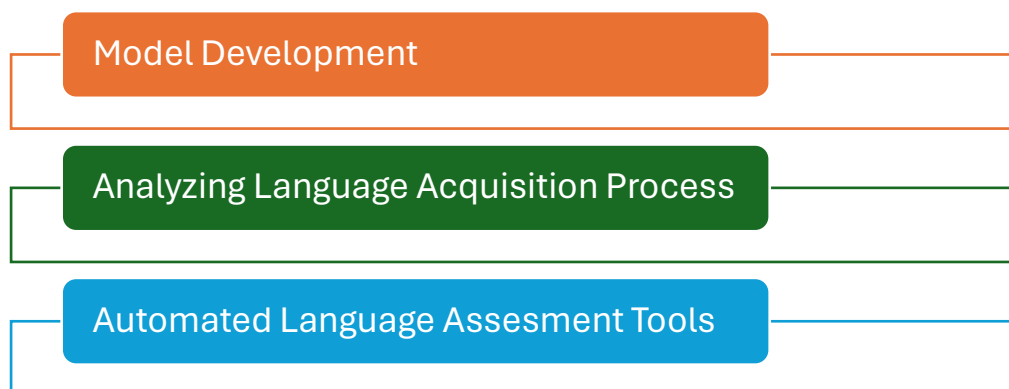 Model Development
Analyzing Language Acquisition Process
Automated Language Assesment Tools